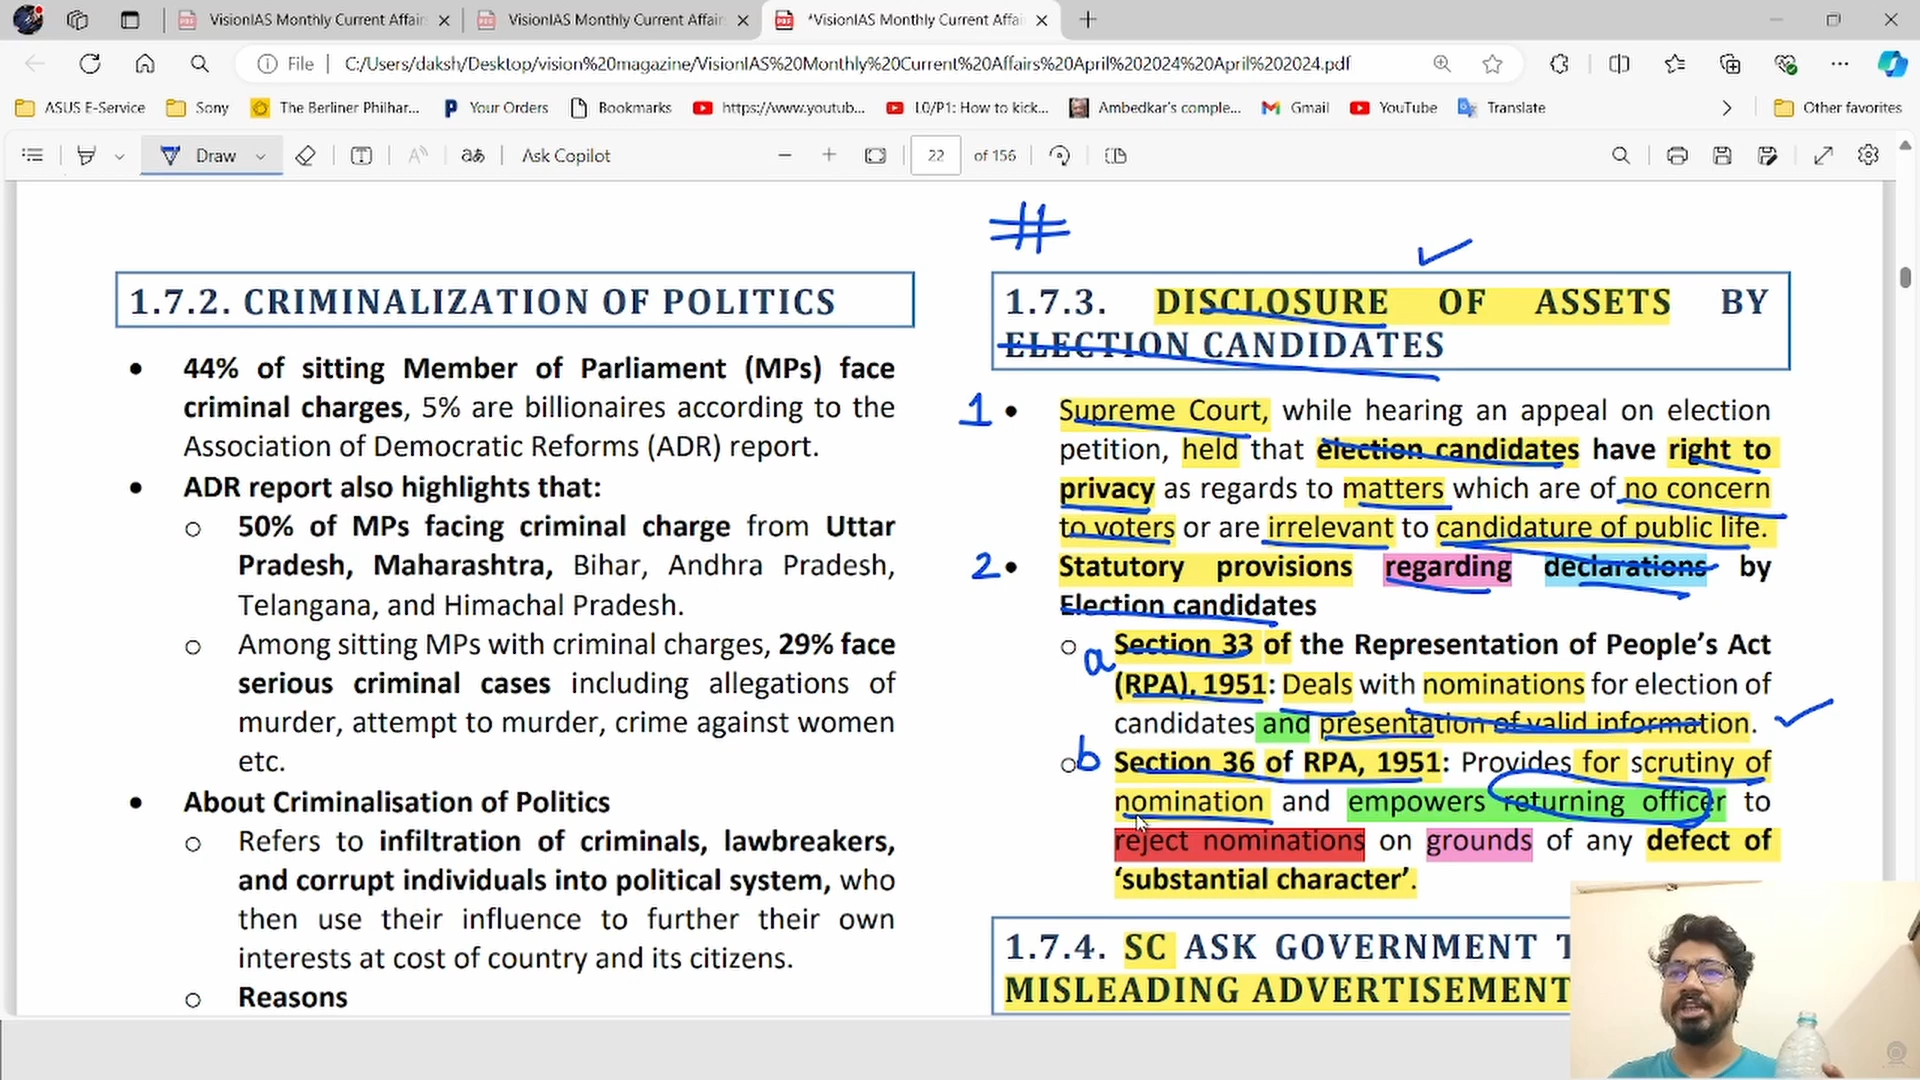 VisionIAS Monthly Current Affair
VisionIAS Monthly Current Affair
*VisionIAS Monthly Current Affai
File
C:/Users/daksh/Desktop/vision%20magazine/VisionIAS%20Monthly%20Current%20Affairs%20April%202024%20April%202024.pdf
ASUS E-Service
Sony
The Berliner Philhar...
Your Orders
Bookmarks
https://www.youtub...
L0/P1: How to kick...
Ambedkar's comple...
Gmail
YouTube
Translate
Other favorites
Draw
Ask Copilot
22 of 156
1.7.2. CRIMINALIZATION OF POLITICS
• 44% of sitting Member of Parliament (MPs) face
criminal charges, 5% are billionaires according to the
Association of Democratic Reforms (ADR) report.
• ADR report also highlights that:
o 50% of MPs facing criminal charge from Uttar
Pradesh, Maharashtra, Bihar, Andhra Pradesh,
Telangana, and Himachal Pradesh.
o Among sitting MPs with criminal charges, 29% face
serious criminal cases including allegations of
murder, attempt to murder, crime against women
etc.
• About Criminalisation of Politics
o Refers to infiltration of criminals, lawbreakers,
and corrupt individuals into political system, who
then use their influence to further their own
interests at cost of country and its citizens.
o Reasons
#
1.7.3. DISCLOSURE OF ASSETS BY
ELECTION CANDIDATES
1 • Supreme Court, while hearing an appeal on election
petition, held that election candidates have right to
privacy as regards to matters which are of no concern
to voters or are irrelevant to candidature of public life.
2 • Statutory provisions regarding declarations by
Election candidates
a o Section 33 of the Representation of People's Act
(RPA), 1951: Deals with nominations for election of
candidates and presentation of valid information.
b o Section 36 of RPA, 1951: Provides for scrutiny of
nomination and empowers returning officer to
reject nominations on grounds of any defect of
'substantial character'.
1.7.4. SC ASK GOVERNMENT T
MISLEADING ADVERTISEMENT